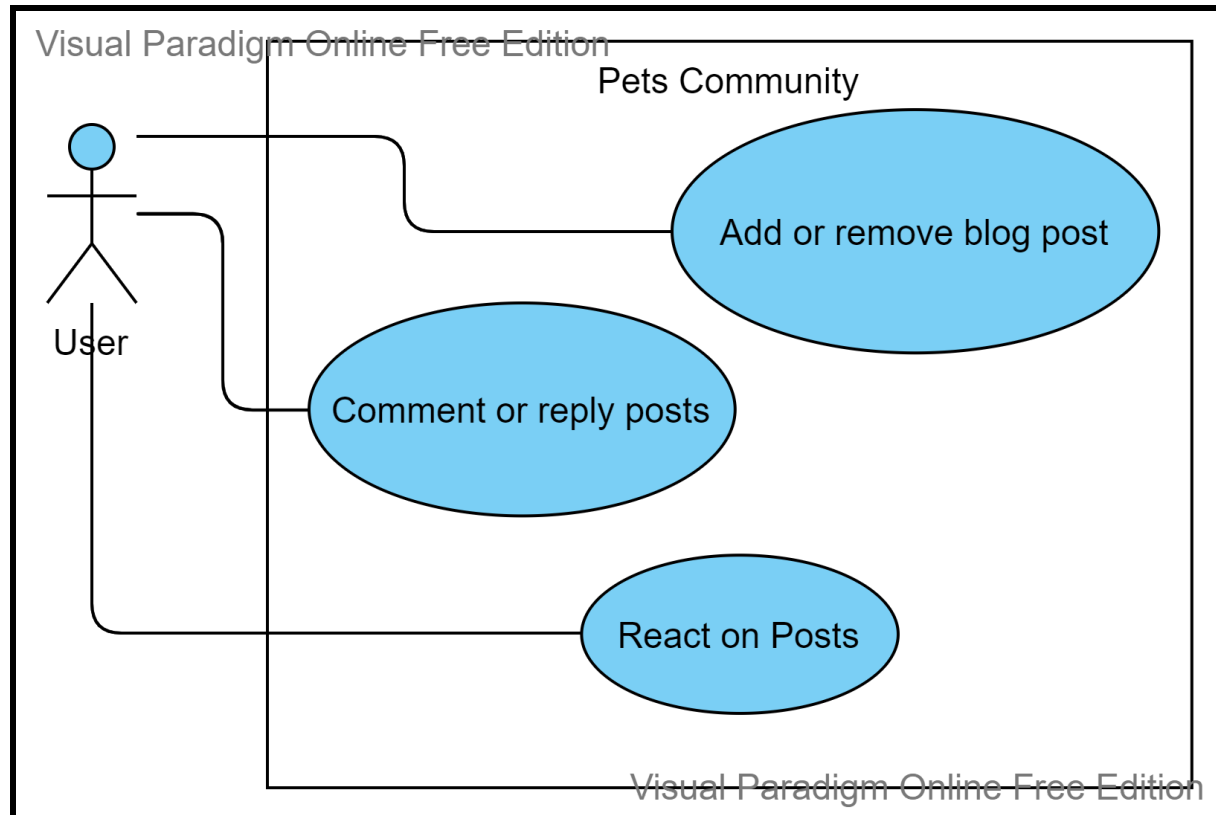 Visual Paradigm Online Free Edition
Pets Community
Add or remove blog post
User
Comment or reply posts
React on Posts
Visual Paradigm Online Free Edition